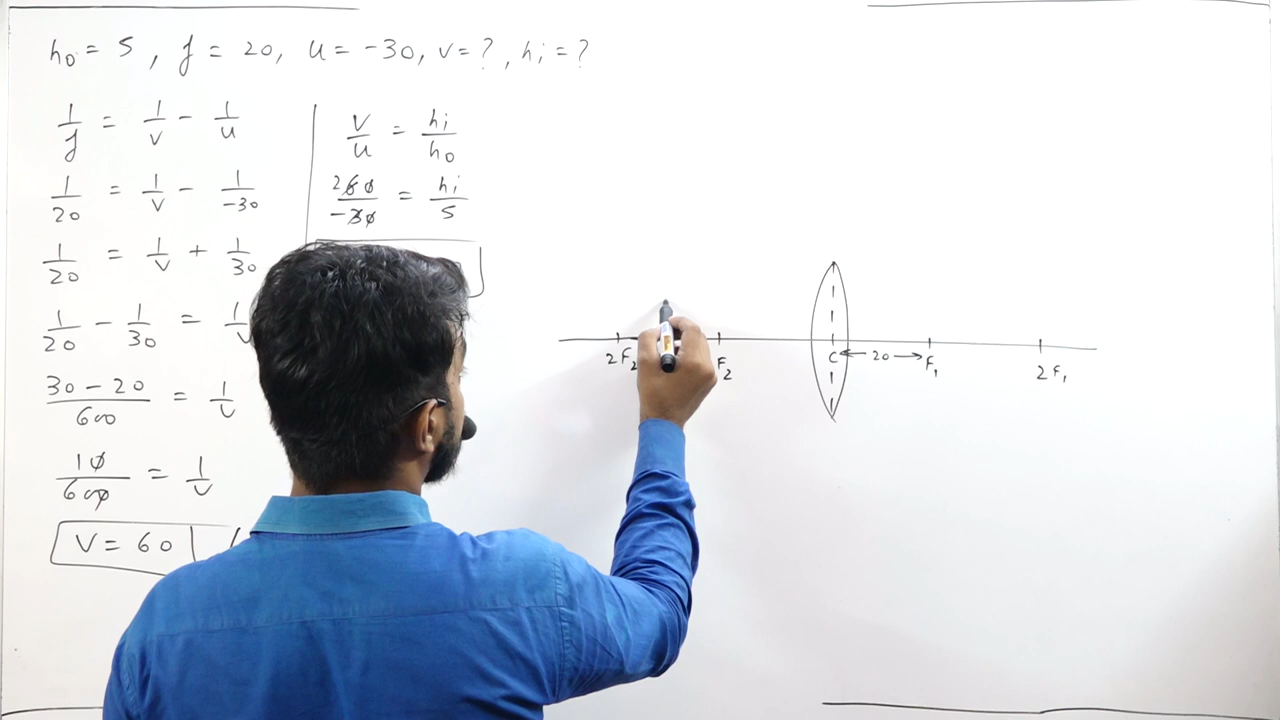 h₀ = 5 , f = 20, u = -30, v = ? , hi = ?
1/f = 1/v - 1/u
1/20 = 1/v - 1/-30
1/20 = 1/v + 1/30
1/20 - 1/30 = 1/v
30 - 20/600 = 1/v
10/600 = 1/v
V = 60
V/u = hi/h₀
260/-30 = hi/5
2F₂
F₂
C
20
F₁
2F₁